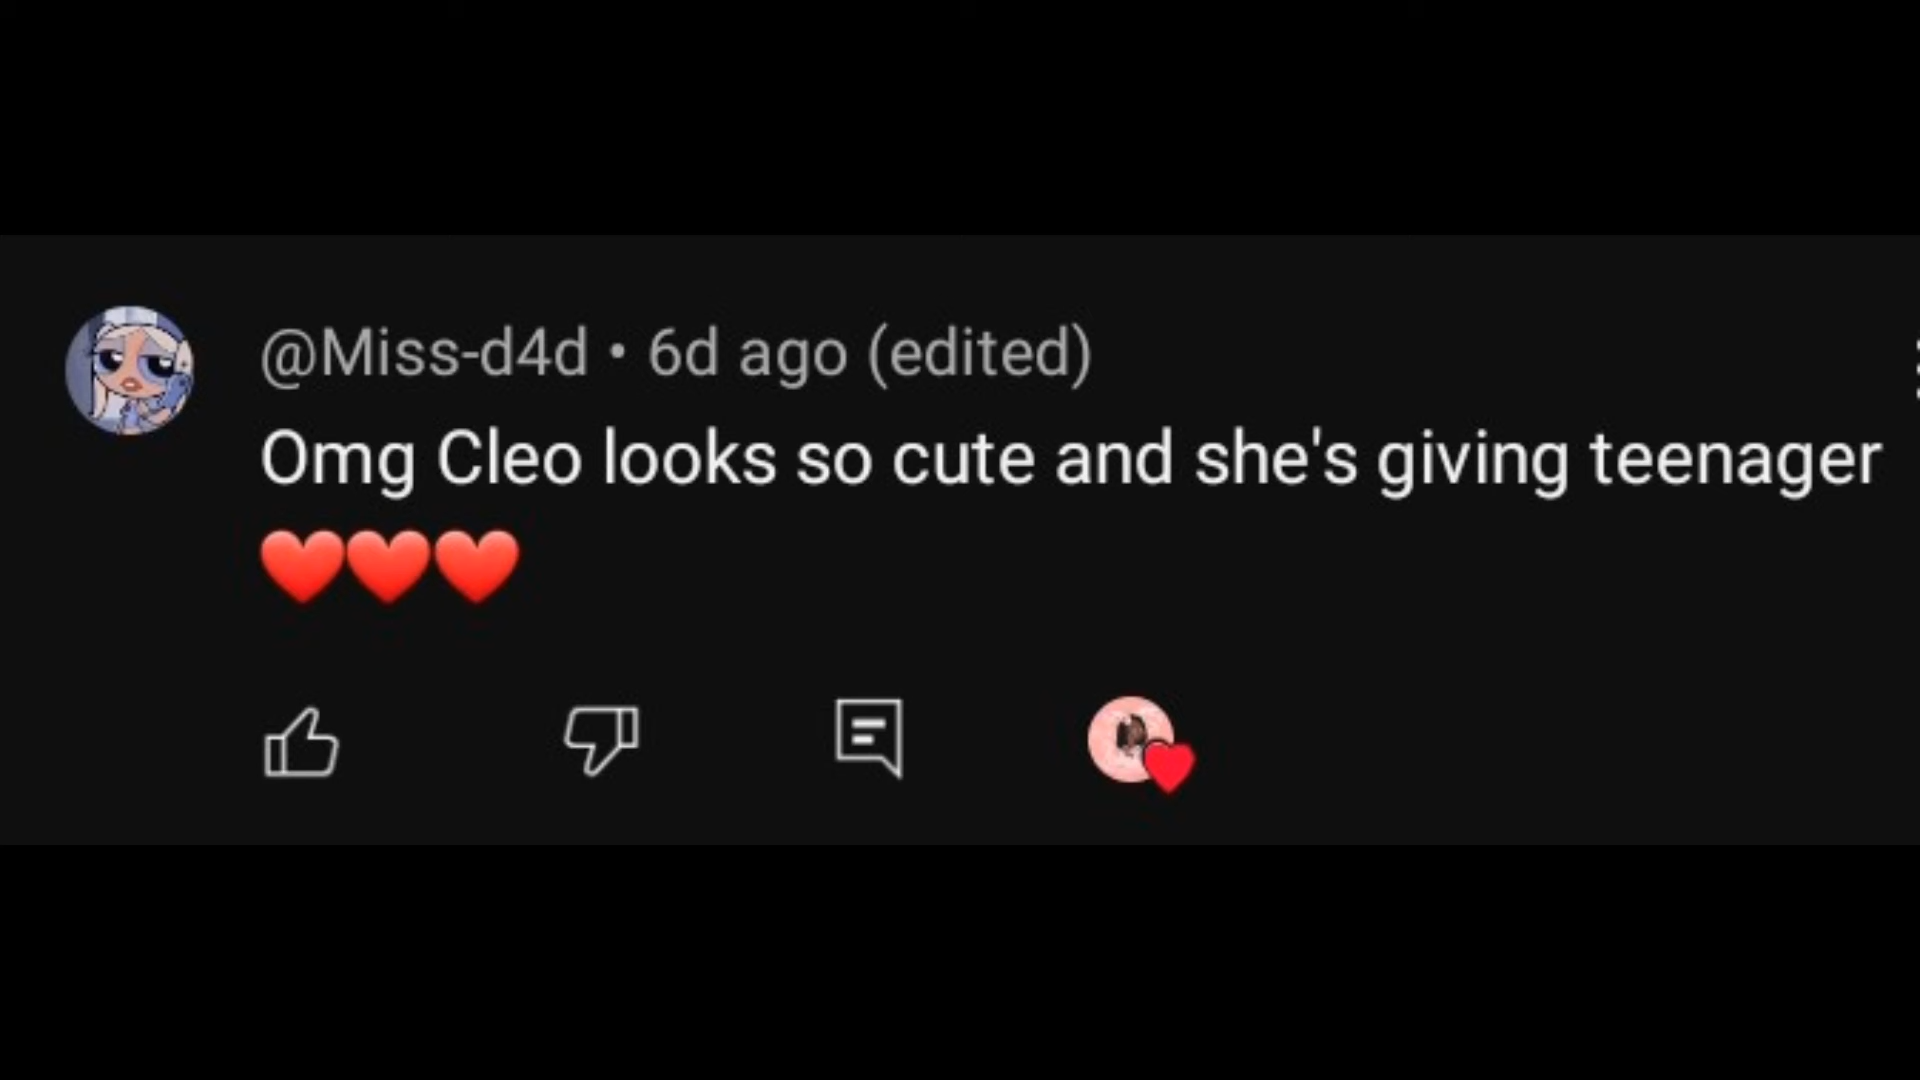 @Miss-d4d • 6d ago (edited)
Omg Cleo looks so cute and she's giving teenager
❤️❤️❤️